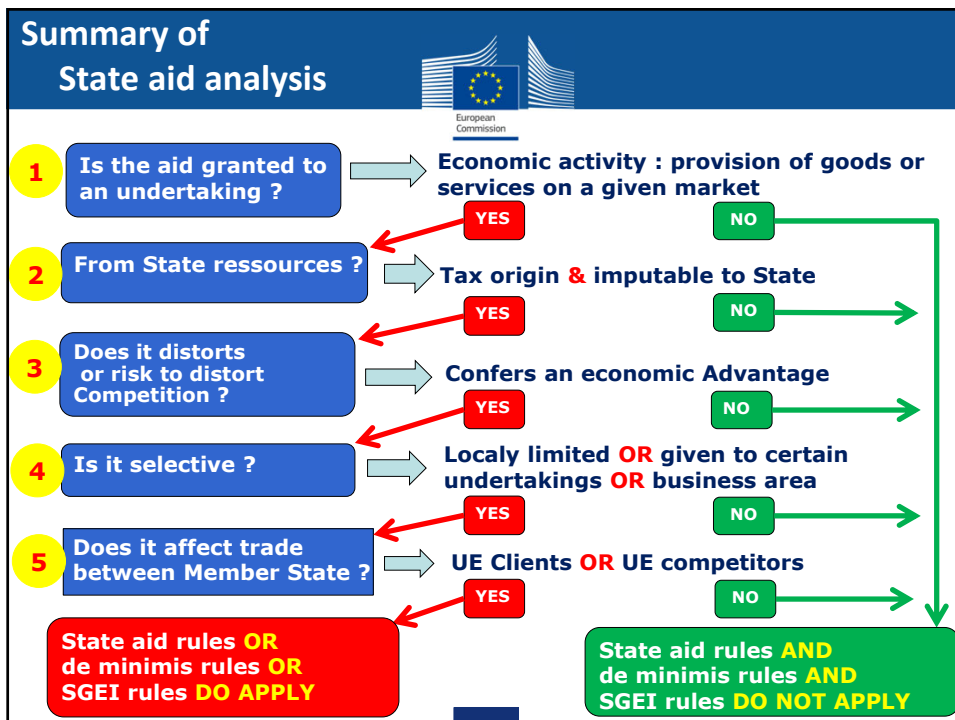 Summary of
State aid analysis
European
Commission
1
Is the aid granted to
an undertaking ?
Economic activity : provision of goods or
services on a given market
YES
NO
2
From State ressources ?
Tax origin & imputable to State
YES
NO
3
Does it distorts
or risk to distort
Competition ?
Confers an economic Advantage
YES
NO
4
Is it selective ?
Localy limited OR given to certain
undertakings OR business area
YES
NO
5
Does it affect trade
between Member State ?
UE Clients OR UE competitors
YES
NO
State aid rules OR
de minimis rules OR
SGEI rules DO APPLY
State aid rules AND
de minimis rules AND
SGEI rules DO NOT APPLY